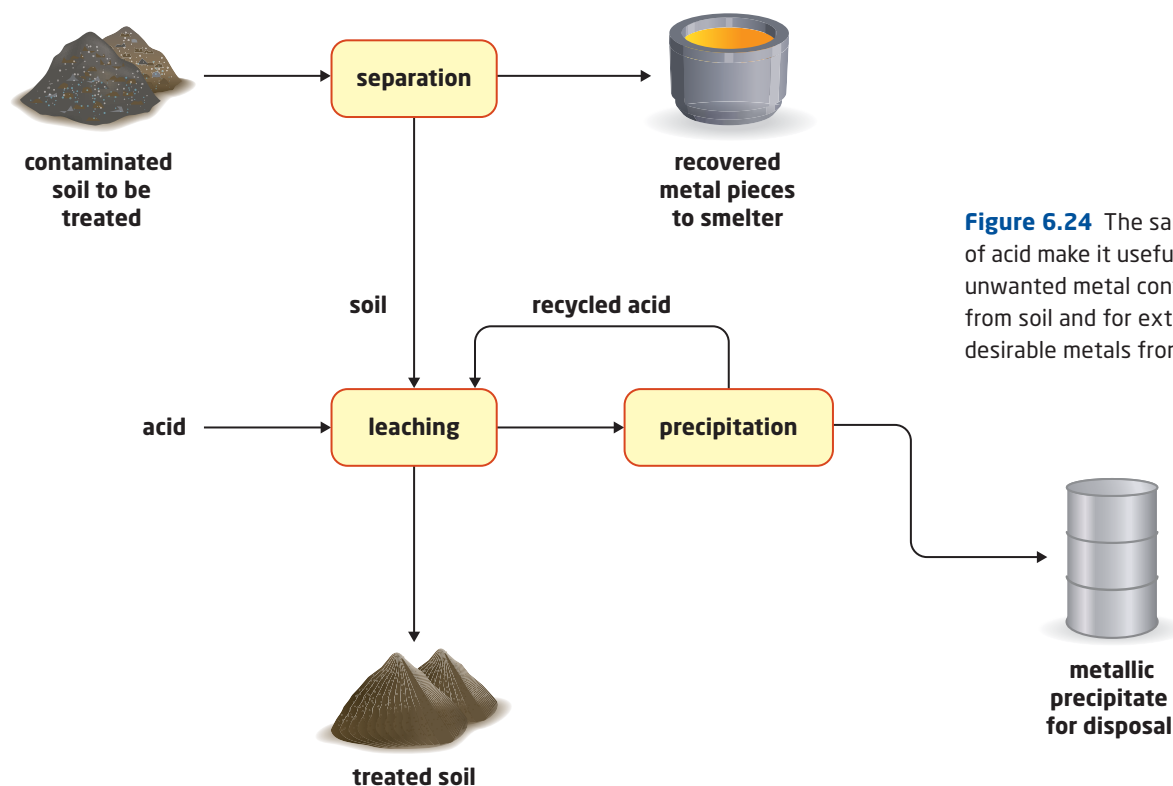 separation
contaminated
soil to be
treated
recovered
metal pieces
to smelter
Figure 6.24 The sa
of acid make it usefu
unwanted metal con
from soil and for ext
desirable metals fro
soil
recycled acid
acid
leaching
precipitation
metallic
precipitate
for disposal
treated soil